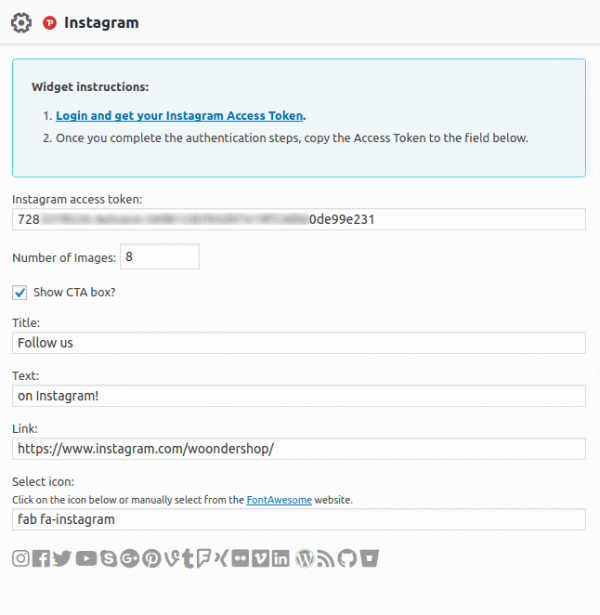 Instagram
Widget instructions:
1. Login and get your Instagram Access Token.
2. Once you complete the authentication steps, copy the Access Token to the field below.
Instagram access token:
728 0de99e231
Number of Images: 8
Show CTA box?
Title:
Follow us
Text:
on Instagram!
Link:
https://www.instagram.com/woondershop/
Select icon:
Click on the icon below or manually select from the FontAwesome website.
fab fa-instagram